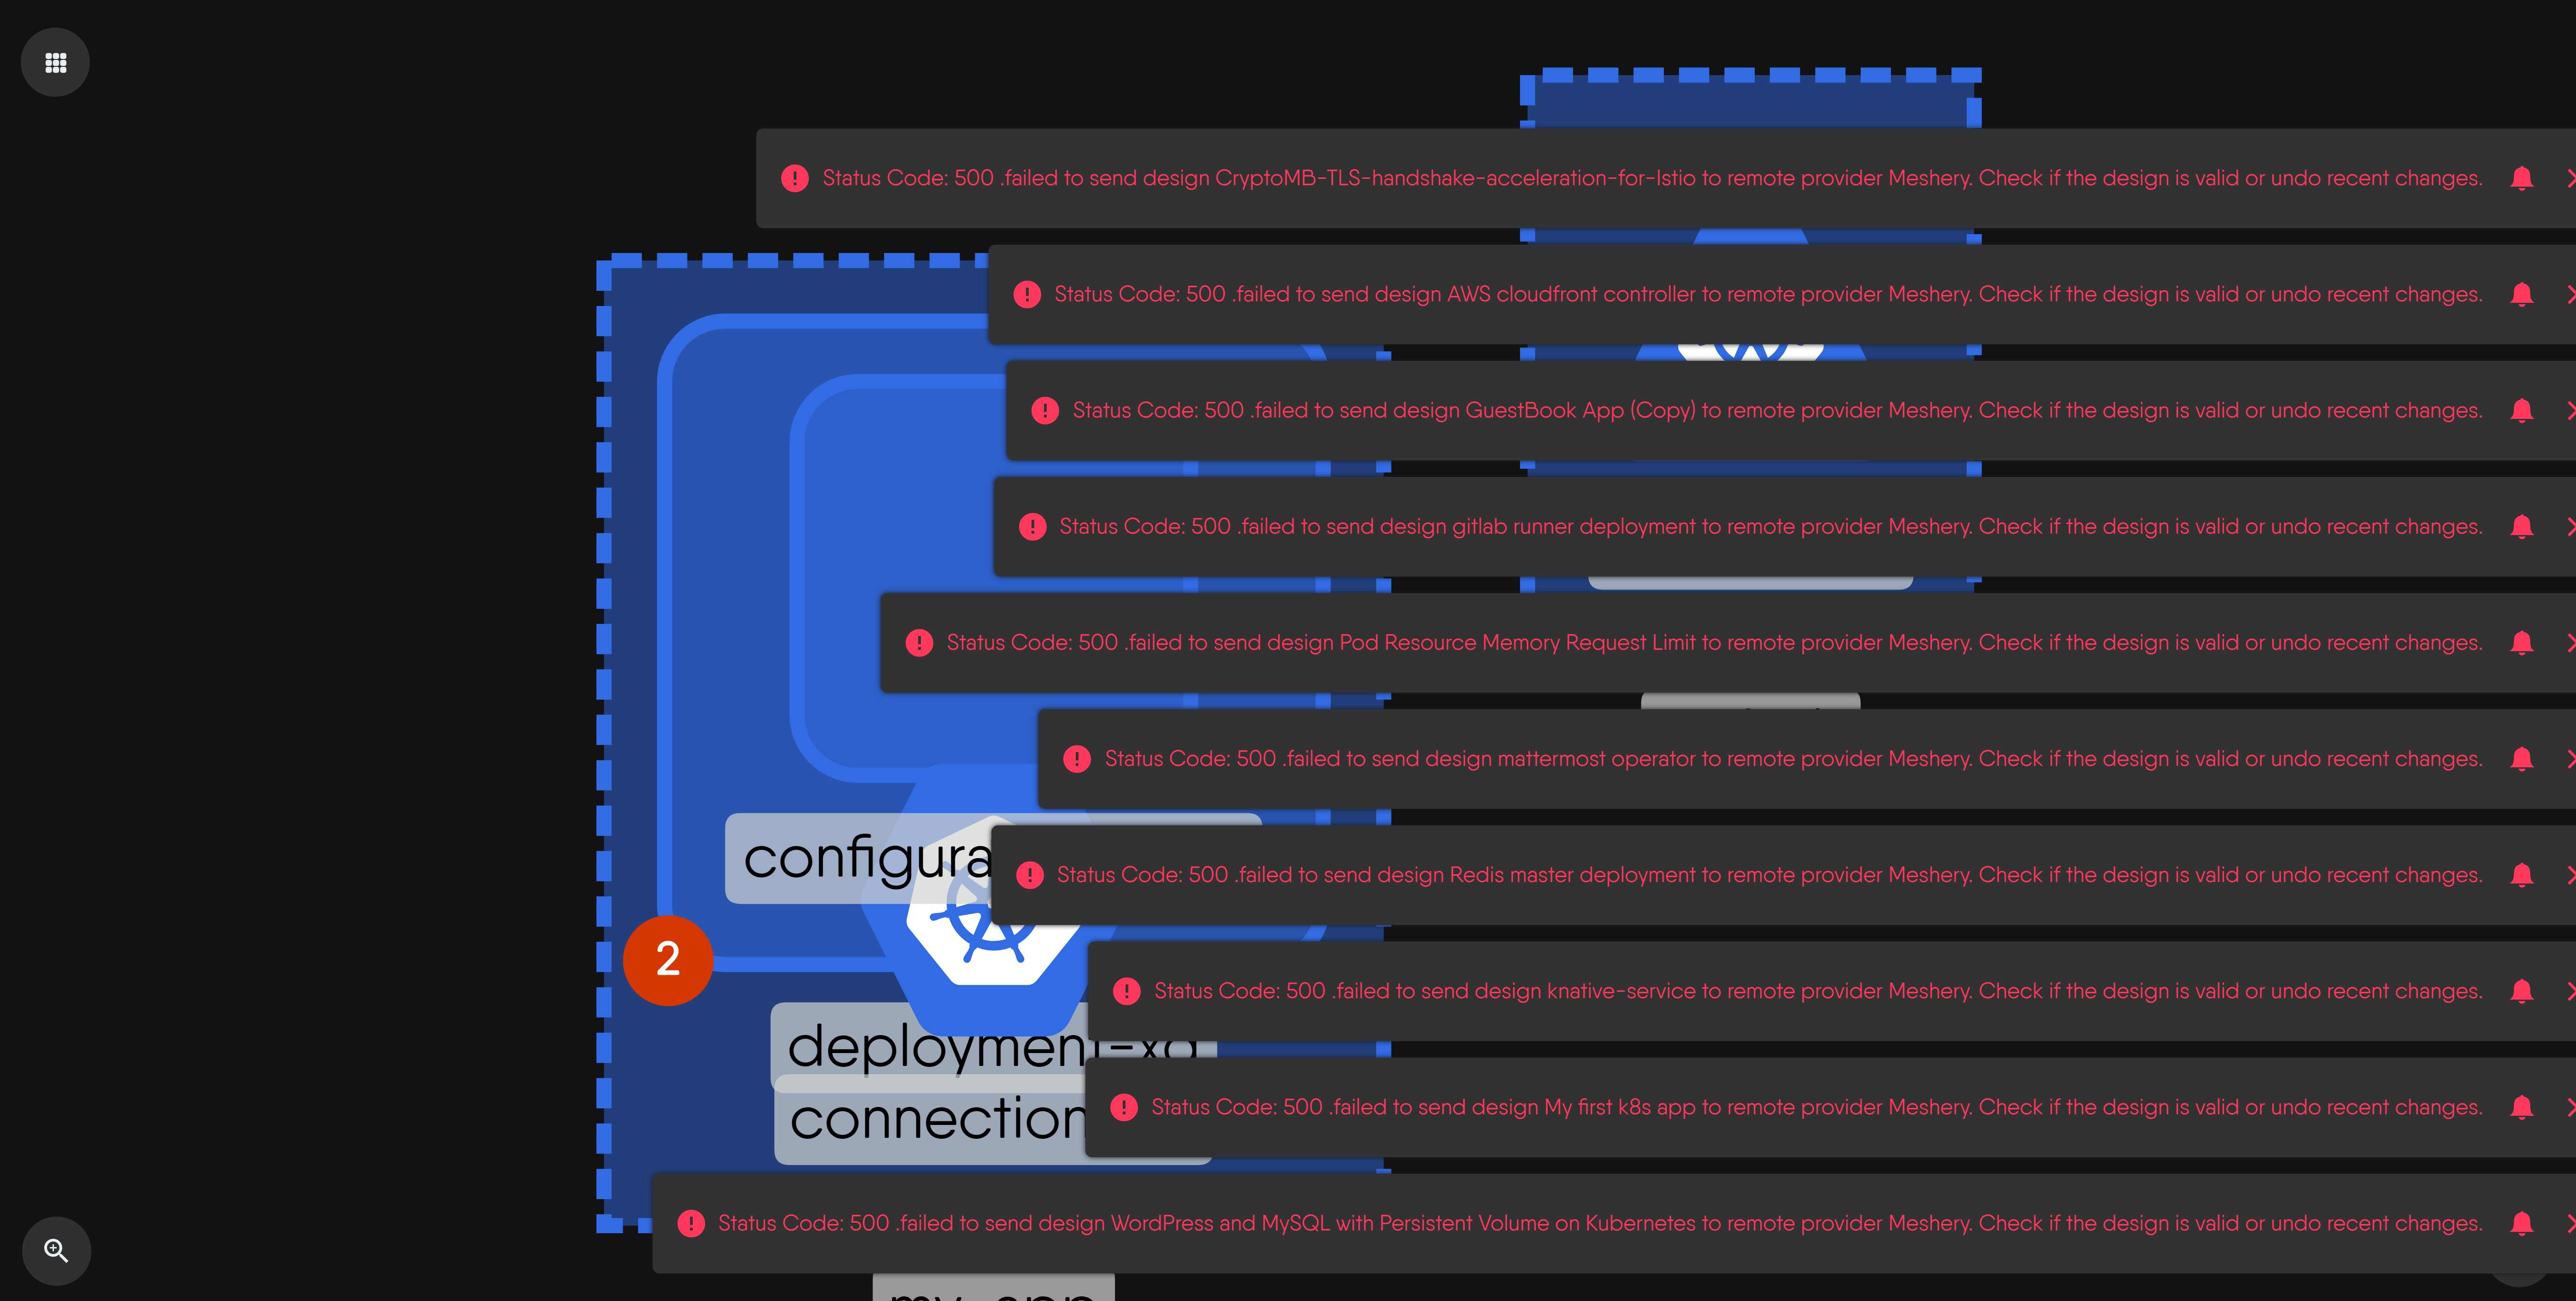 Status Code: 500 .failed to send design CryptoMB-TLS-handshake-acceleration-for-Istio to remote provider Meshery. Check if the design is valid or undo recent changes.
Status Code: 500 .failed to send design AWS cloudfront controller to remote provider Meshery. Check if the design is valid or undo recent changes.
Status Code: 500 .failed to send design GuestBook App (Copy) to remote provider Meshery. Check if the design is valid or undo recent changes.
Status Code: 500 .failed to send design gitlab runner deployment to remote provider Meshery. Check if the design is valid or undo recent changes.
Status Code: 500 .failed to send design Pod Resource Memory Request Limit to remote provider Meshery. Check if the design is valid or undo recent changes.
Status Code: 500 .failed to send design mattermost operator to remote provider Meshery. Check if the design is valid or undo recent changes.
configura
Status Code: 500 .failed to send design Redis master deployment to remote provider Meshery. Check if the design is valid or undo recent changes.
2
Status Code: 500 .failed to send design knative-service to remote provider Meshery. Check if the design is valid or undo recent changes.
deployment-xd
connection
Status Code: 500 .failed to send design My first k8s app to remote provider Meshery. Check if the design is valid or undo recent changes.
Status Code: 500 .failed to send design WordPress and MySQL with Persistent Volume on Kubernetes to remote provider Meshery. Check if the design is valid or undo recent changes.